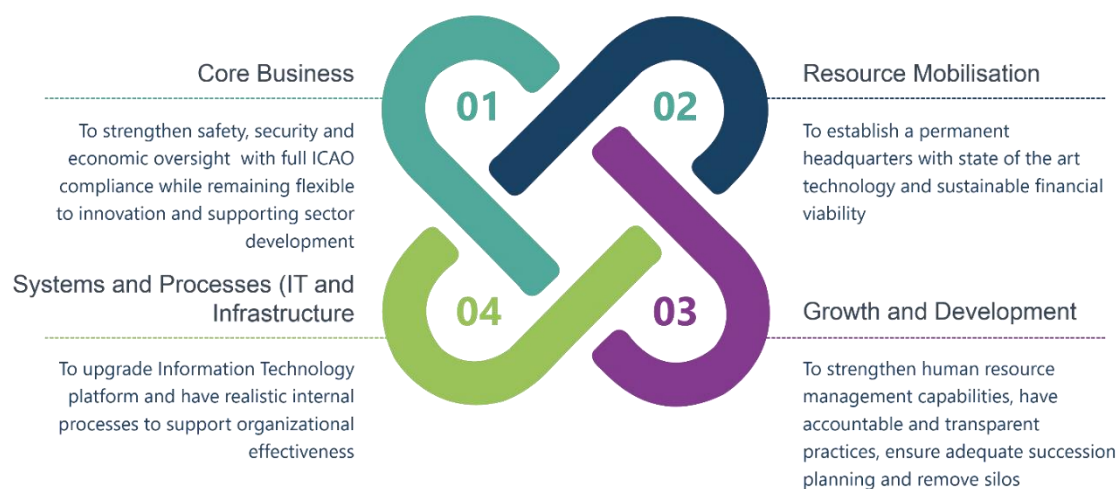 Core Business
01
To strengthen safety, security and
economic oversight with full ICAO
compliance while remaining flexible
to innovation and supporting sector
development
02
Resource Mobilisation
To establish a permanent
headquarters with state of the art
technology and sustainable financial
viability
03
Growth and Development
To strengthen human resource
management capabilities, have
accountable and transparent
practices, ensure adequate succession
planning and remove silos
Systems and Processes (IT and
Infrastructure
04
To upgrade Information Technology
platform and have realistic internal
processes to support organizational
effectiveness